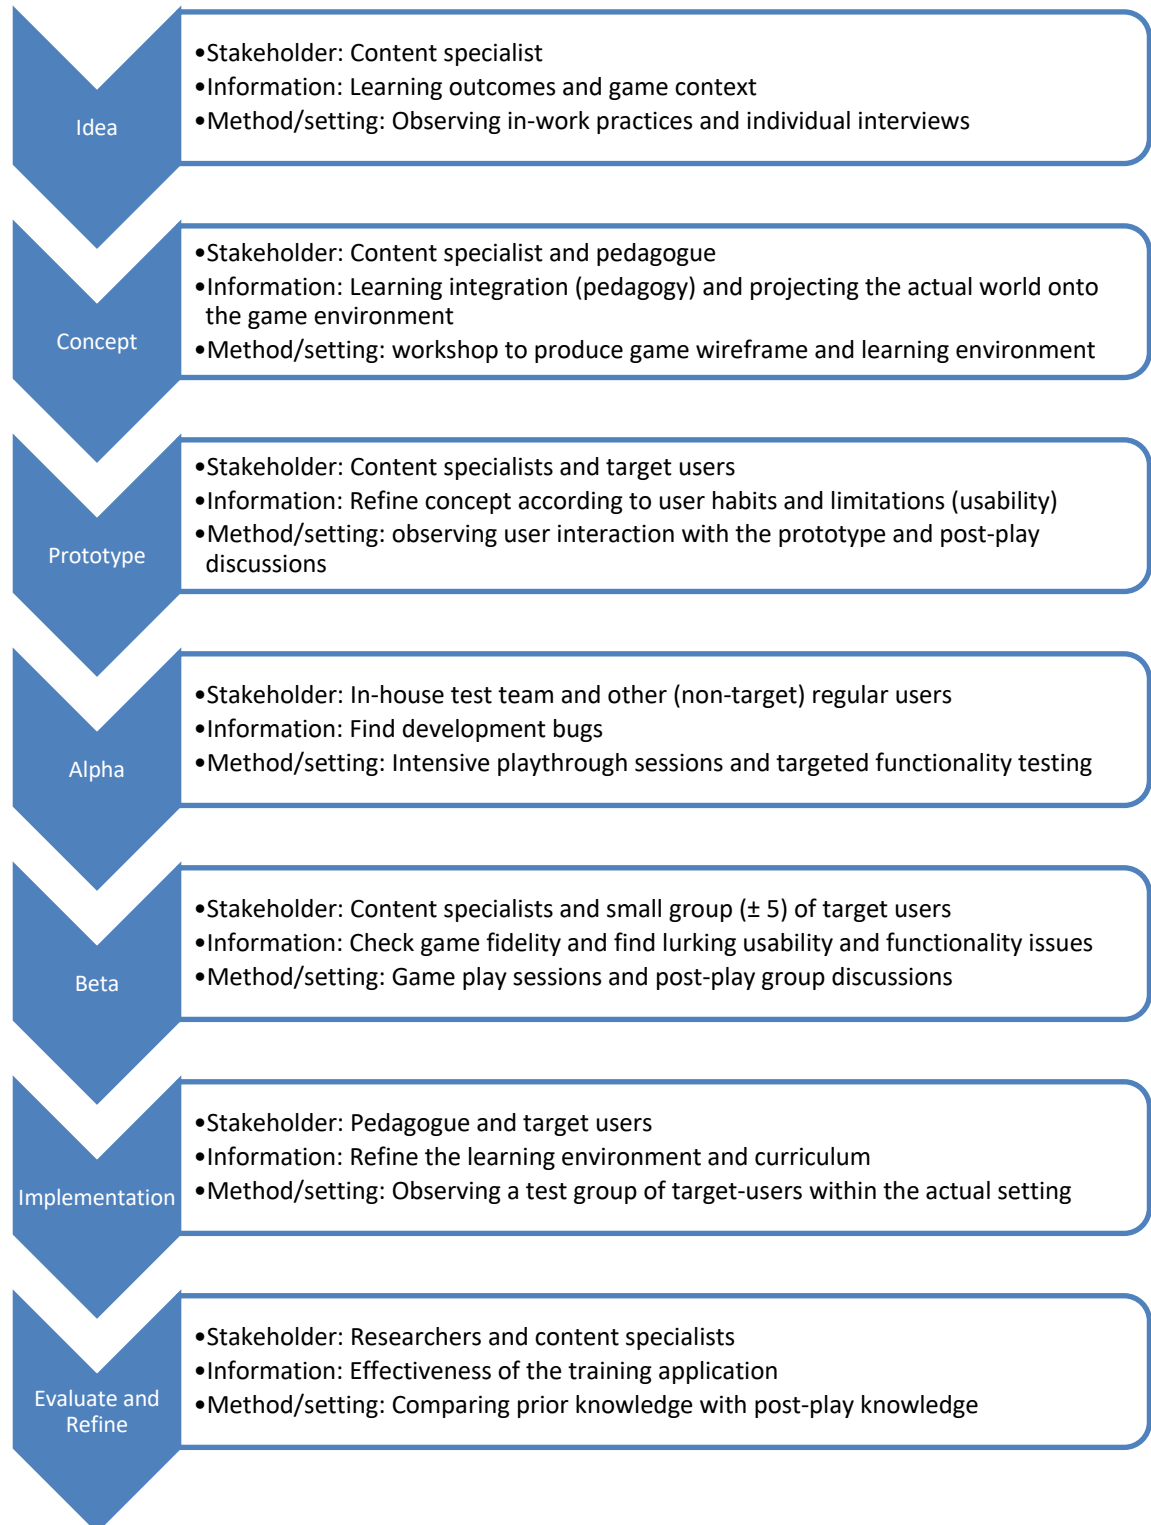 Idea
•Stakeholder: Content specialist
•Information: Learning outcomes and game context
•Method/setting: Observing in-work practices and individual interviews
Concept
•Stakeholder: Content specialist and pedagogue
•Information: Learning integration (pedagogy) and projecting the actual world onto
the game environment
•Method/setting: workshop to produce game wireframe and learning environment
Prototype
•Stakeholder: Content specialists and target users
•Information: Refine concept according to user habits and limitations (usability)
•Method/setting: observing user interaction with the prototype and post-play
discussions
Alpha
•Stakeholder: In-house test team and other (non-target) regular users
•Information: Find development bugs
•Method/setting: Intensive playthrough sessions and targeted functionality testing
Beta
•Stakeholder: Content specialists and small group (± 5) of target users
•Information: Check game fidelity and find lurking usability and functionality issues
•Method/setting: Game play sessions and post-play group discussions
Implementation
•Stakeholder: Pedagogue and target users
•Information: Refine the learning environment and curriculum
•Method/setting: Observing a test group of target-users within the actual setting
Evaluate and
Refine
•Stakeholder: Researchers and content specialists
•Information: Effectiveness of the training application
•Method/setting: Comparing prior knowledge with post-play knowledge